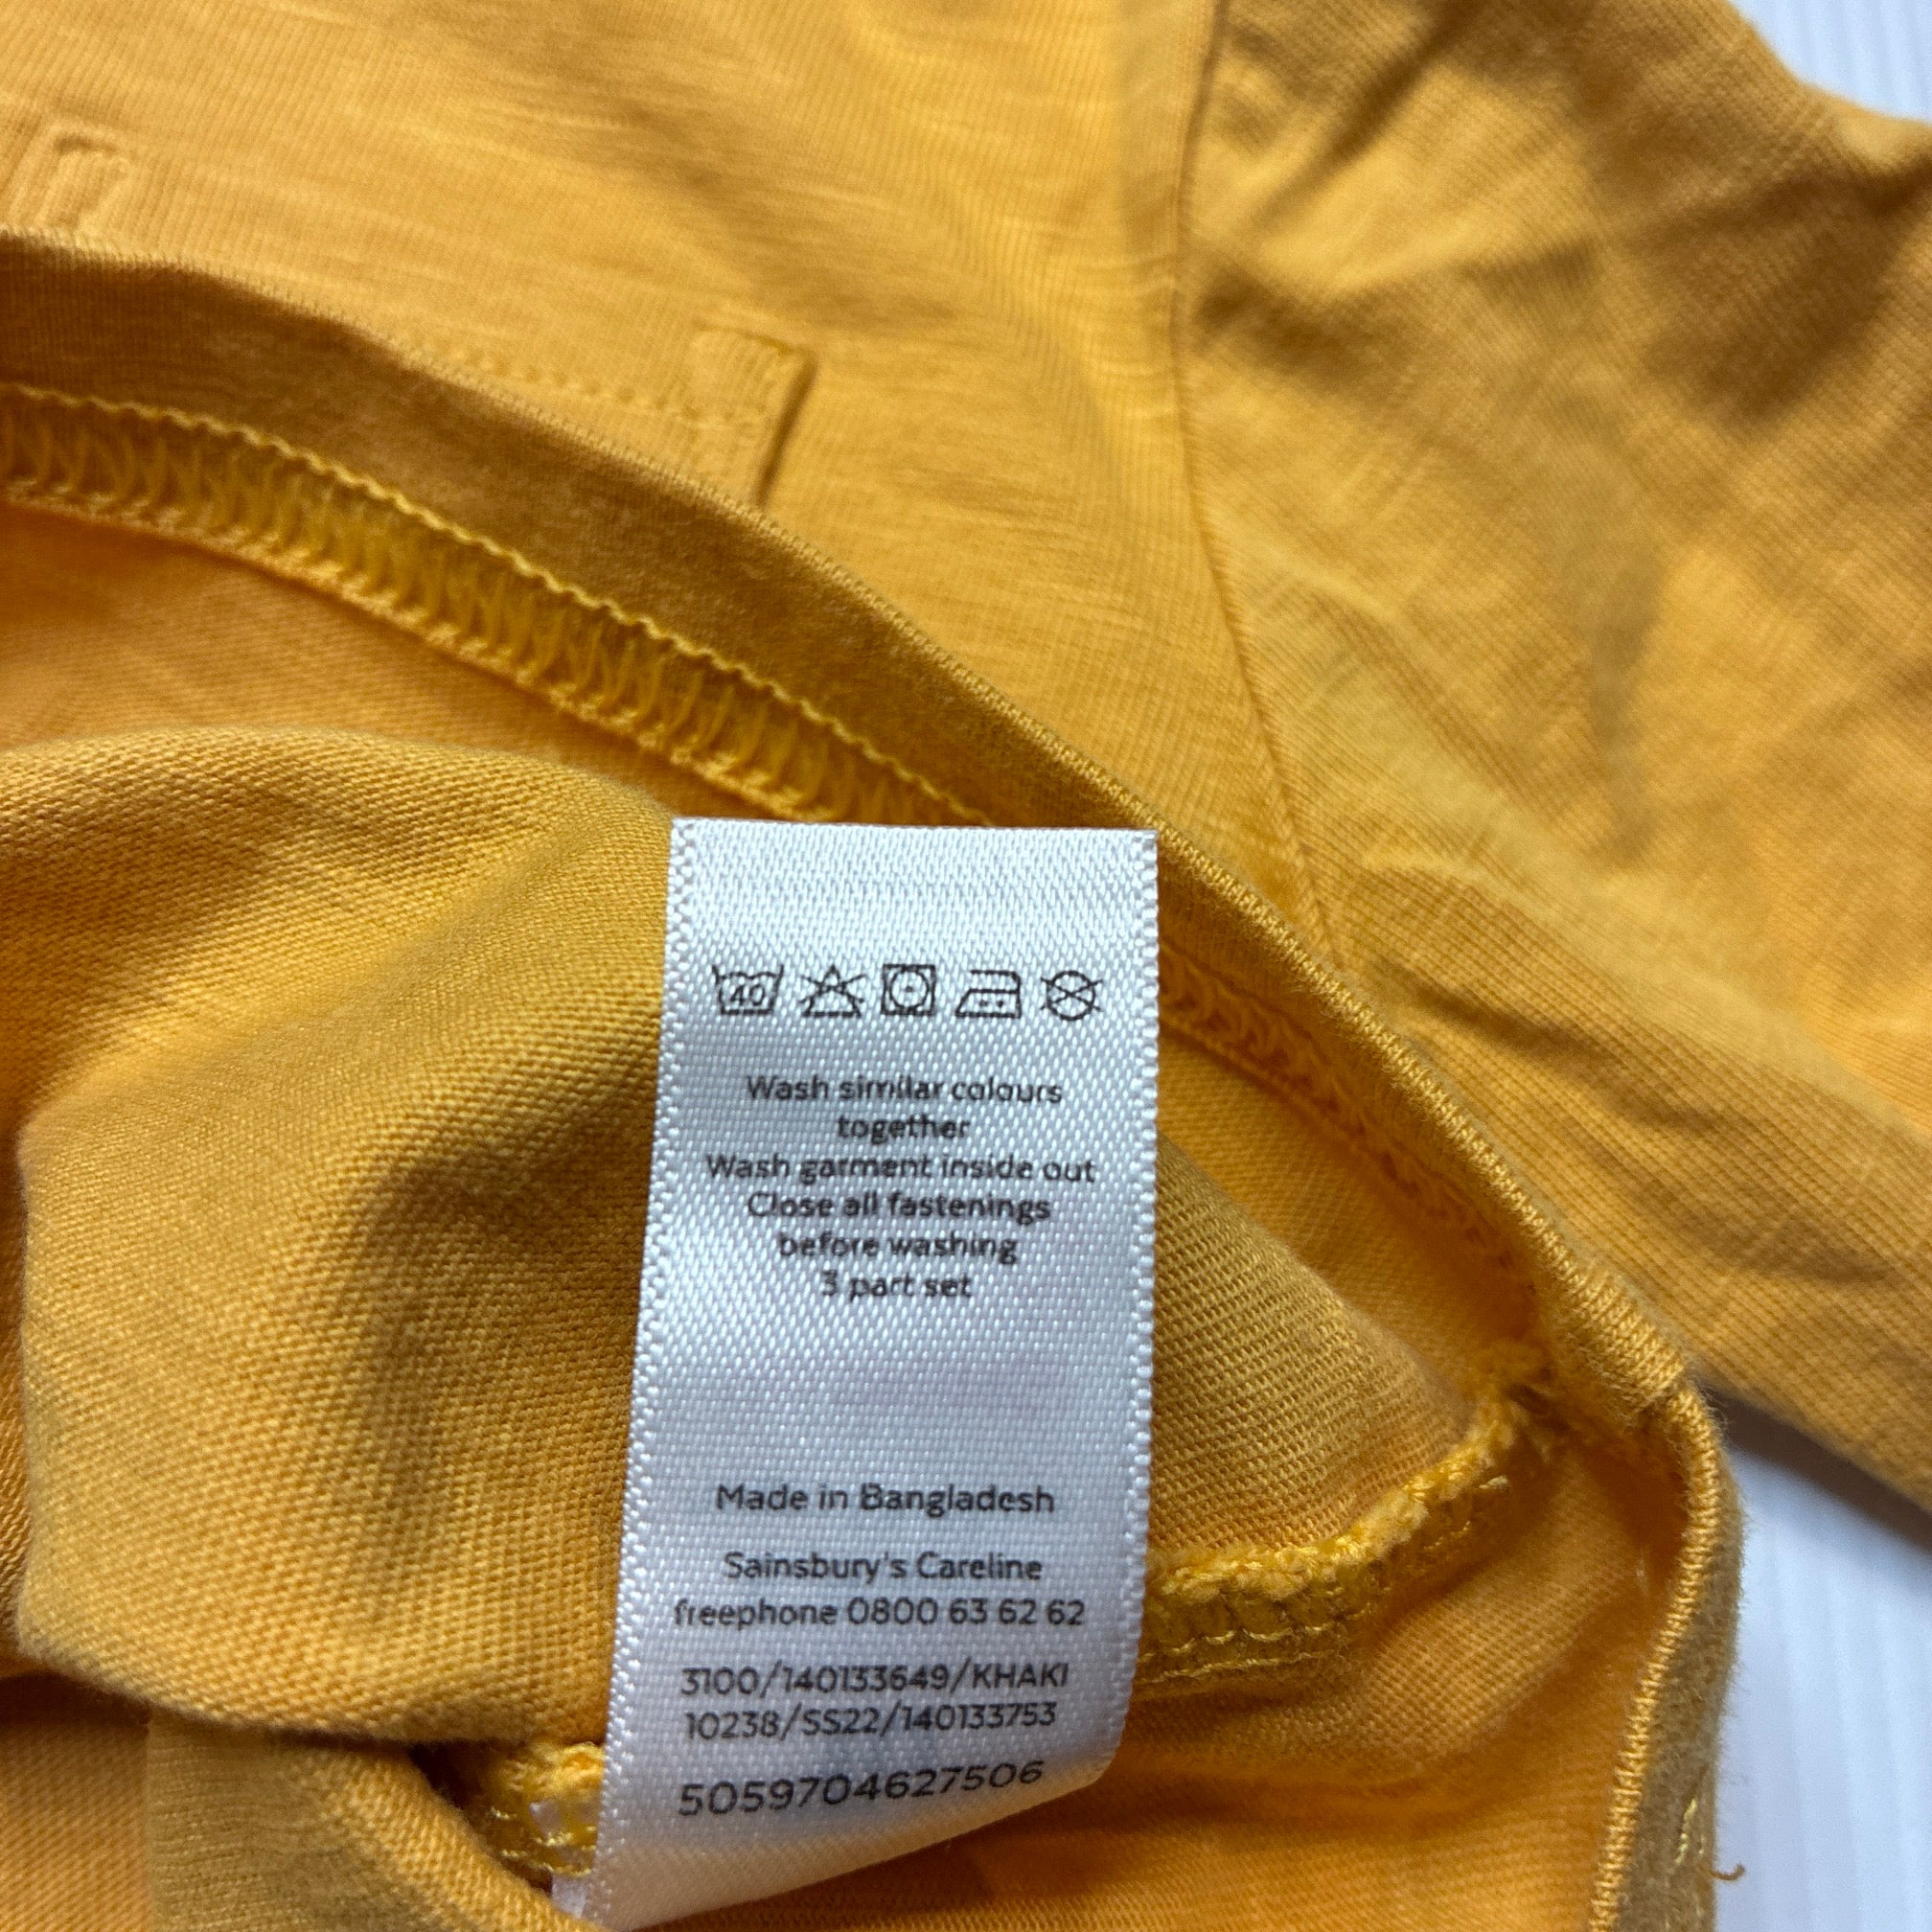 40
Wash similar colours
together
Wash garment inside out
Close all fastenings
before washing
3 part set
Made in Bangladesh
Sainsbury's Careline
freephone 0800 63 62 62
3100/140133649/KHAKI
10238/SS22/140133753
5059704627506